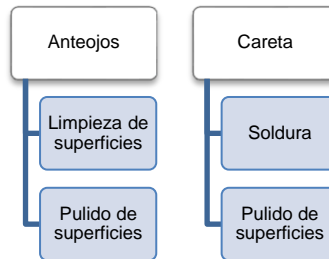 Anteojos
Limpieza de
superficies
Pulido de
superficies
Careta
Soldura
Pulido de
superficies